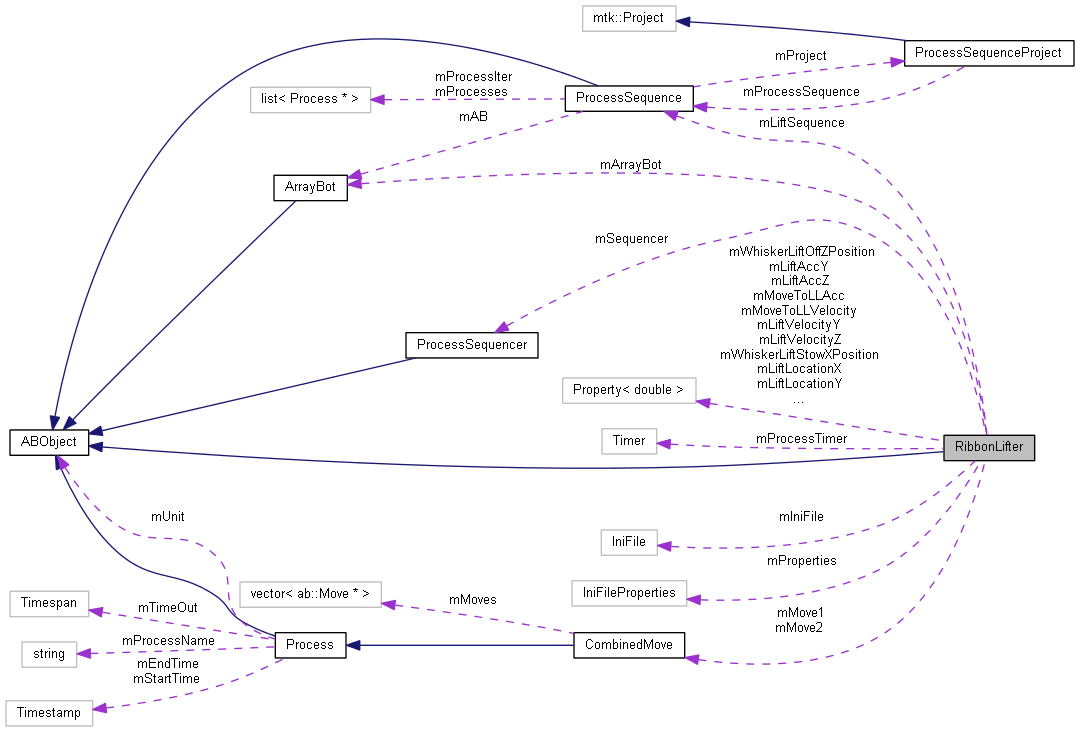 mtk::Project
ProcessSequenceProject
mProject
mProcessIter
mProcesses
list< Process * >
ProcessSequence
mProcessSequence
mAB
mLiftSequence
mArrayBot
ArrayBot
mSequencer
mWhiskerLiftOffZPosition
mLiftAccY
mLiftAccZ
mMoveToLLAcc
mMoveToLLVelocity
mLiftVelocityY
mLiftVelocityZ
mWhiskerLiftStowXPosition
mLiftLocationX
mLiftLocationY
...
ProcessSequencer
Property< double >
ABObject
Timer
mProcessTimer
RibbonLifter
mUnit
mIniFile
IniFile
mProperties
IniFileProperties
vector< ab::Move * >
mMoves
mMove1
mMove2
Timespan
mTimeOut
mProcessName
string
Process
CombinedMove
mEndTime
mStartTime
Timestamp